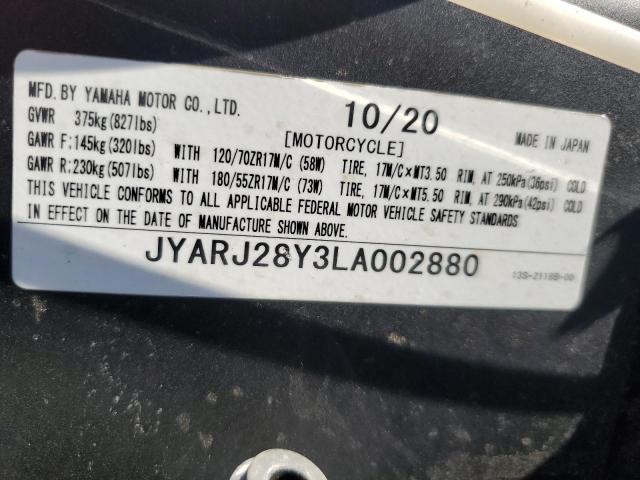 MFD. BY YAMAHA MOTOR CO., LTD. 10/20
GVWR 375kg(827lbs) [MOTORCYCLE] MADE IN JAPAN
GAWR F:145kg(320lbs) WITH 120/70ZR17M/C (58W) TIRE, 17M/C×MT3.50 RIM, AT 250kPa(36psi) COLD
GAWR R:230kg(507lbs) WITH 180/55ZR17M/C (73W) TIRE, 17M/C×MT5.50 RIM, AT 290kPa(42psi) COLD
THIS VEHICLE CONFORMS TO ALL APPLICABLE FEDERAL MOTOR VEHICLE SAFETY STANDARDS
IN EFFECT ON THE DATE OF MANUFACTURE SHOWN ABOVE.
JYARJ28Y3LA002880
13S-2118B-00